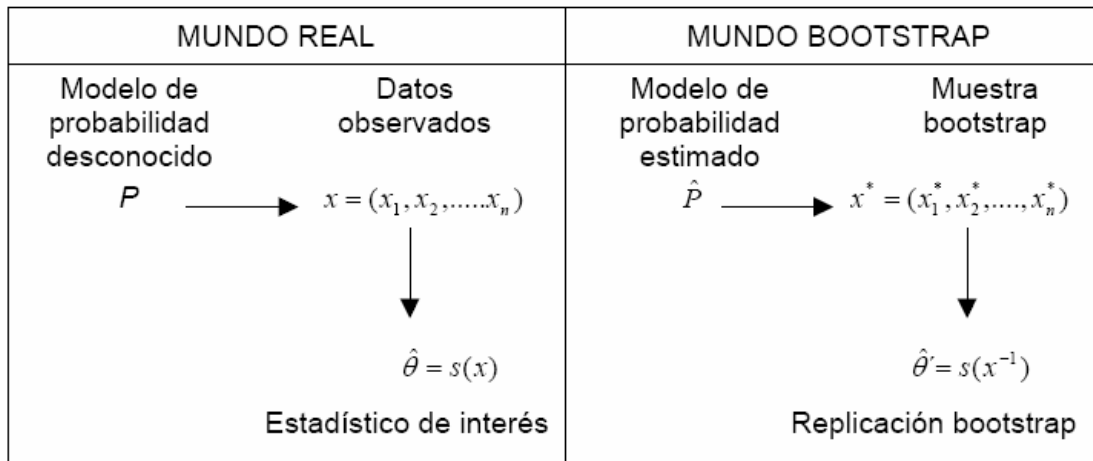 MUNDO REAL
Modelo de
probabilidad
desconocido
P
Datos
observados
x = (x₁, x₂,.....xₙ)
θ̂ = s(x)
Estadístico de interés
MUNDO BOOTSTRAP
Modelo de
probabilidad
estimado
P̂
Muestra
bootstrap
x* = (x₁*, x₂*,...., xₙ*)
θ̂´= s(x⁻¹)
Replicación bootstrap